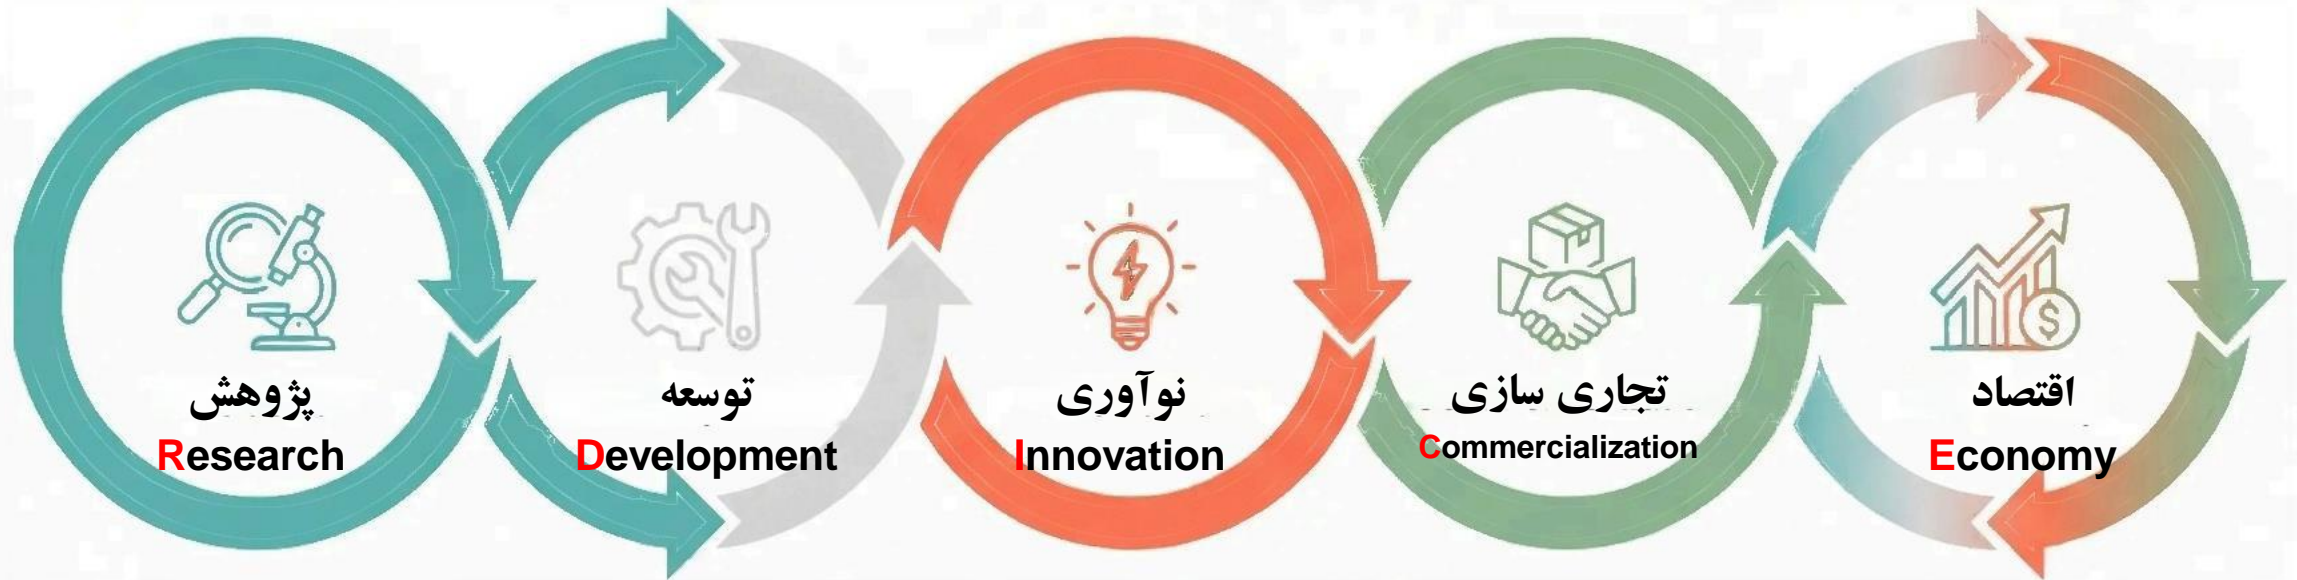 پژوهش
Research
توسعه
Development
نوآوری
Innovation
تجاری سازی
Commercialization
اقتصاد
Economy
$